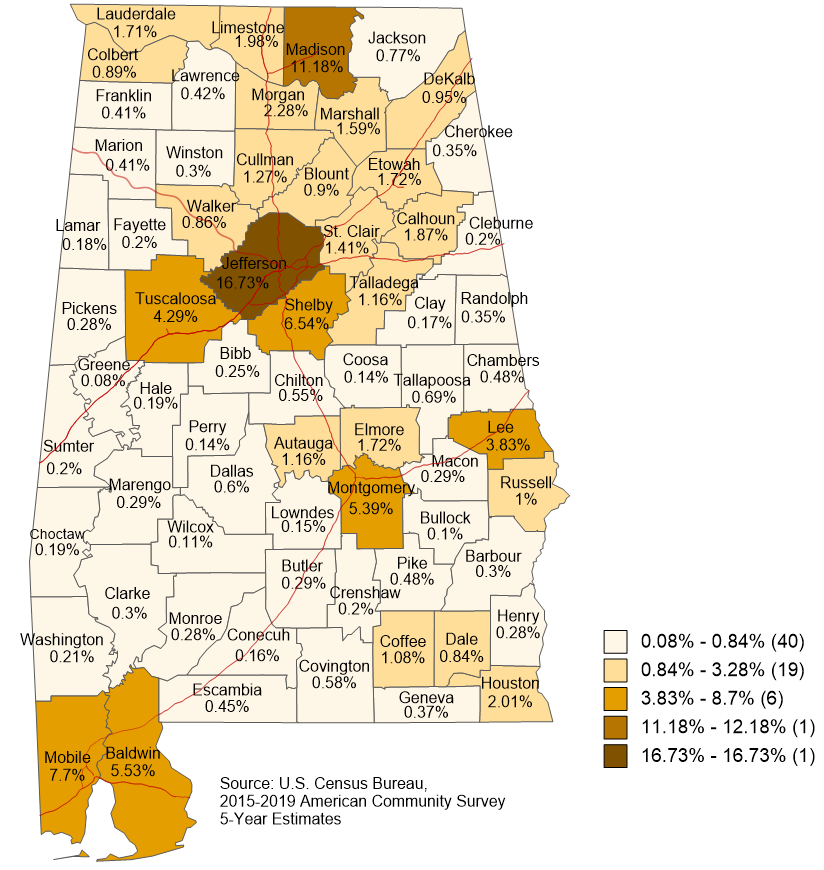 Lauderdale
1.71%
Limestone
1.98%
Madison
11.18%
Jackson
0.77%
Colbert
0.89%
Lawrence
0.42%
DeKalb
0.95%
Franklin
0.41%
Morgan
2.28%
Marshall
1.59%
Cherokee
0.35%
Marion
0.41%
Winston
0.3%
Cullman
1.27%
Blount
0.9%
Etowah
1.72%
Lamar
0.18%
Fayette
0.2%
Walker
0.86%
St. Clair
1.41%
Calhoun
1.87%
Cleburne
0.2%
Jefferson
16.73%
Pickens
0.28%
Tuscaloosa
4.29%
Shelby
6.54%
Talladega
1.16%
Clay
0.17%
Randolph
0.35%
Greene
0.08%
Hale
0.19%
Bibb
0.25%
Chilton
0.55%
Coosa
0.14%
Tallapoosa
0.69%
Chambers
0.48%
Sumter
0.2%
Perry
0.14%
Autauga
1.16%
Elmore
1.72%
Lee
3.83%
Marengo
0.29%
Dallas
0.6%
Montgomery
5.39%
Macon
0.29%
Russell
1%
Choctaw
0.19%
Wilcox
0.11%
Lowndes
0.15%
Bullock
0.1%
Clarke
0.3%
Butler
0.29%
Crenshaw
0.2%
Pike
0.48%
Barbour
0.3%
Washington
0.21%
Monroe
0.28%
Conecuh
0.16%
Covington
0.58%
Coffee
1.08%
Dale
0.84%
Henry
0.28%
Escambia
0.45%
Geneva
0.37%
Houston
2.01%
Mobile
7.7%
Baldwin
5.53%
0.08% - 0.84% (40)
0.84% - 3.28% (19)
3.83% - 8.7% (6)
11.18% - 12.18% (1)
16.73% - 16.73% (1)
Source: U.S. Census Bureau,
2015-2019 American Community Survey
5-Year Estimates